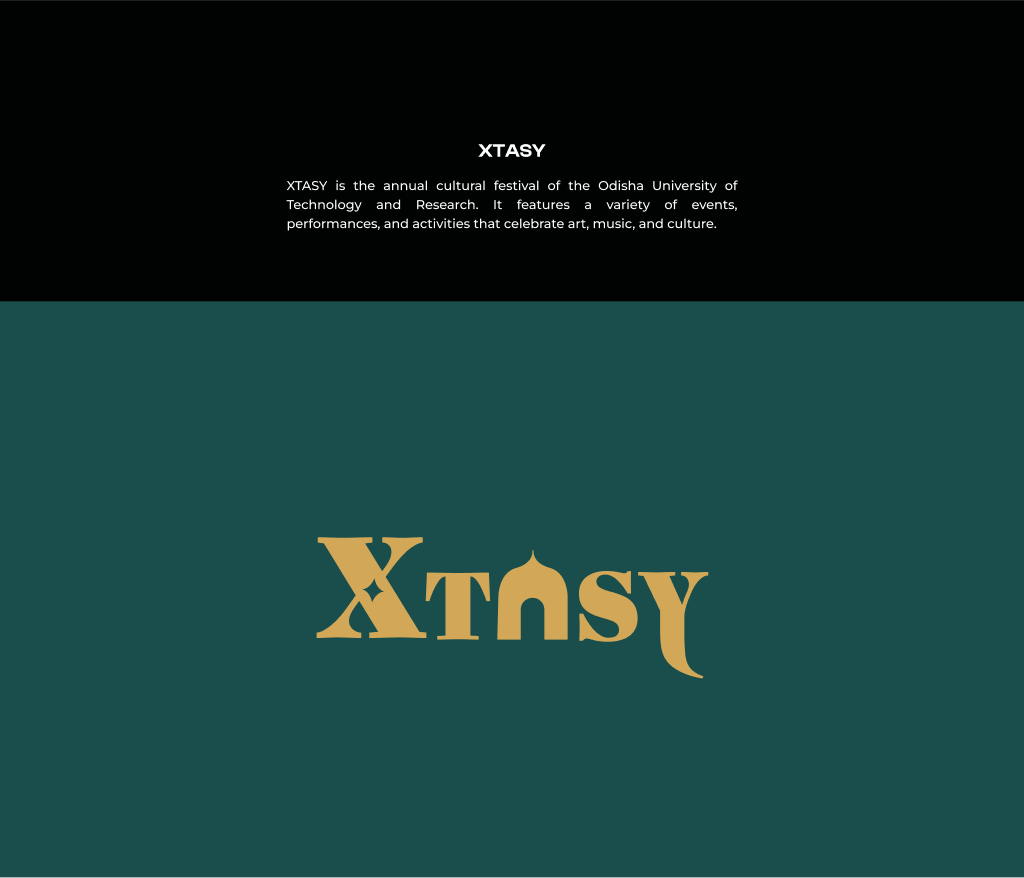 XTASY
XTASY is the annual cultural festival of the Odisha University of
Technology and Research. It features a variety of events,
performances, and activities that celebrate art, music, and culture.
XTASY